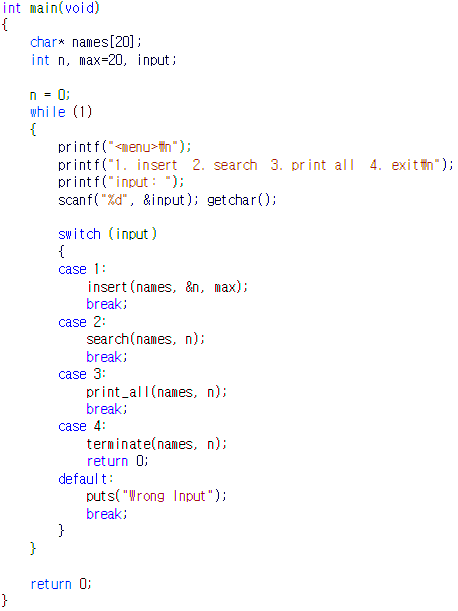 int main(void)
{
    char* names[20];
    int n, max=20, input;

    n = 0;
    while (1)
    {
        printf("<menu>₩n");
        printf("1. insert  2. search  3. print all  4. exit₩n");
        printf("input: ");
        scanf("%d", &input); getchar();

        switch (input)
        {
        case 1:
            insert(names, &n, max);
            break;
        case 2:
            search(names, n);
            break;
        case 3:
            print_all(names, n);
            break;
        case 4:
            terminate(names, n);
            return 0;
        default:
            puts("Wrong Input");
            break;
        }
    }

    return 0;
}